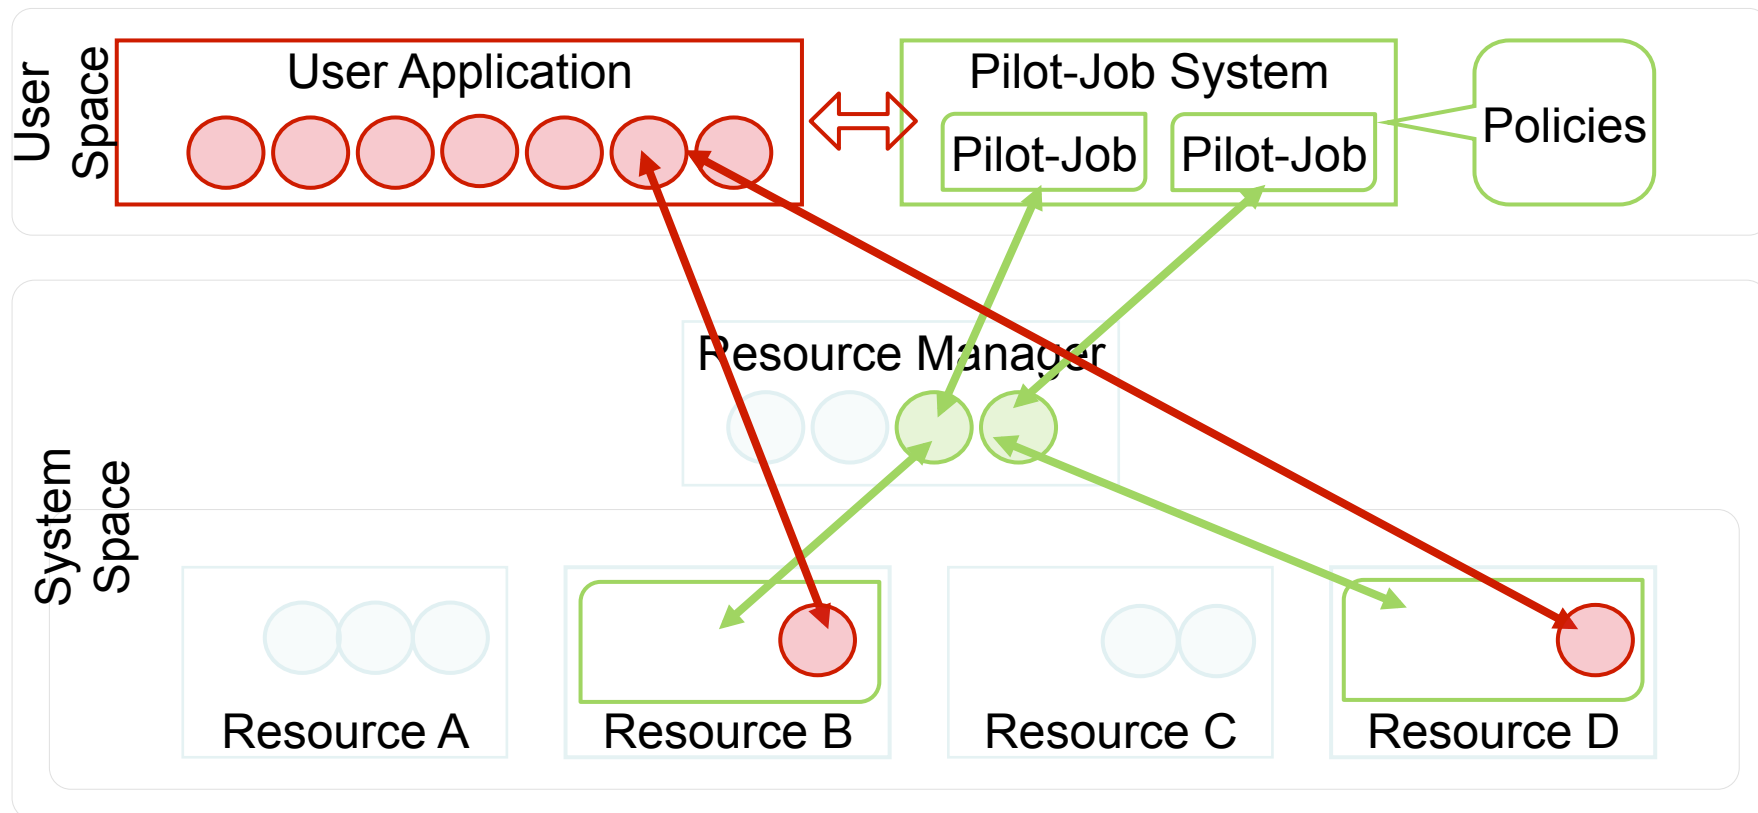 User
Space
User Application
Pilot-Job System
Pilot-Job
Pilot-Job
Policies
Resource Manager
System
Space
Resource A
Resource B
Resource C
Resource D